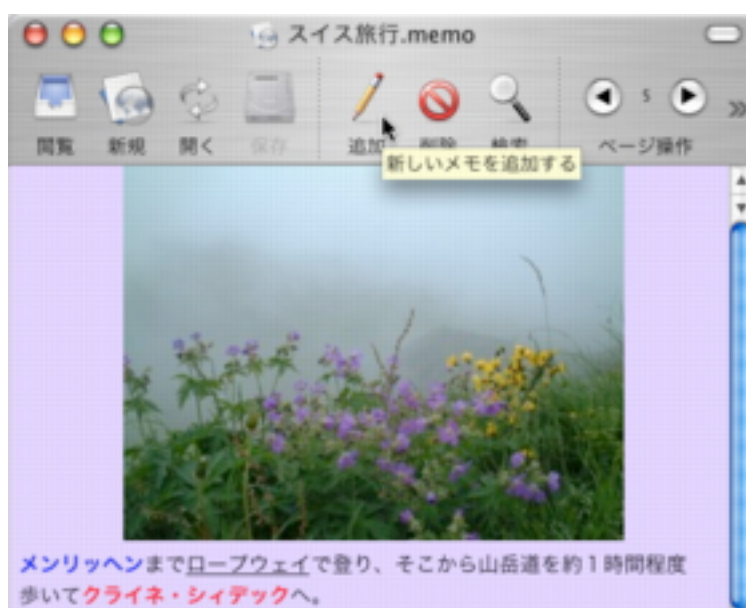 スイス旅行.memo
閲覧 新規 開く 保存 追加 削除 検索 5 ページ操作
新しいメモを追加する
メンリッヘンまでロープウェイで登り、そこから山岳道を約1時間程度
歩いてクライネ・シィデックへ。